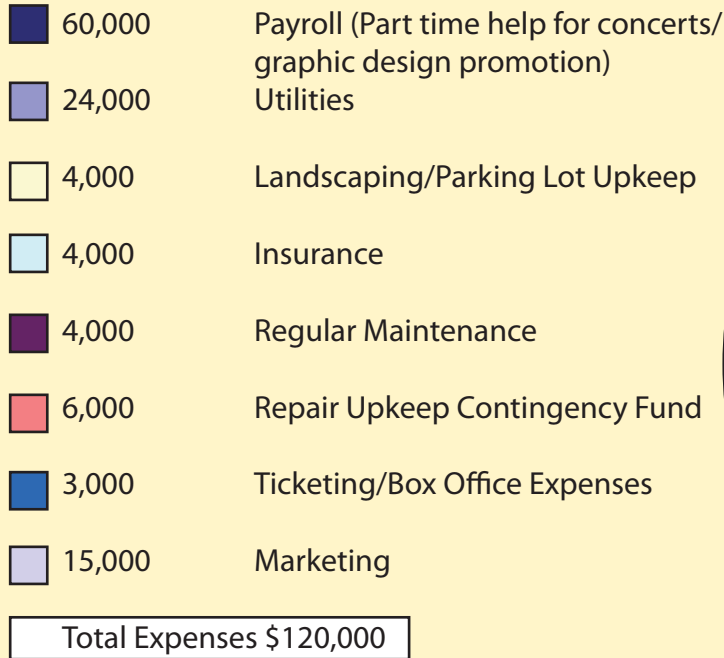 60,000 Payroll (Part time help for concerts/
graphic design promotion)
24,000 Utilities
4,000 Landscaping/Parking Lot Upkeep
4,000 Insurance
4,000 Regular Maintenance
6,000 Repair Upkeep Contingency Fund
3,000 Ticketing/Box Office Expenses
15,000 Marketing
Total Expenses $120,000